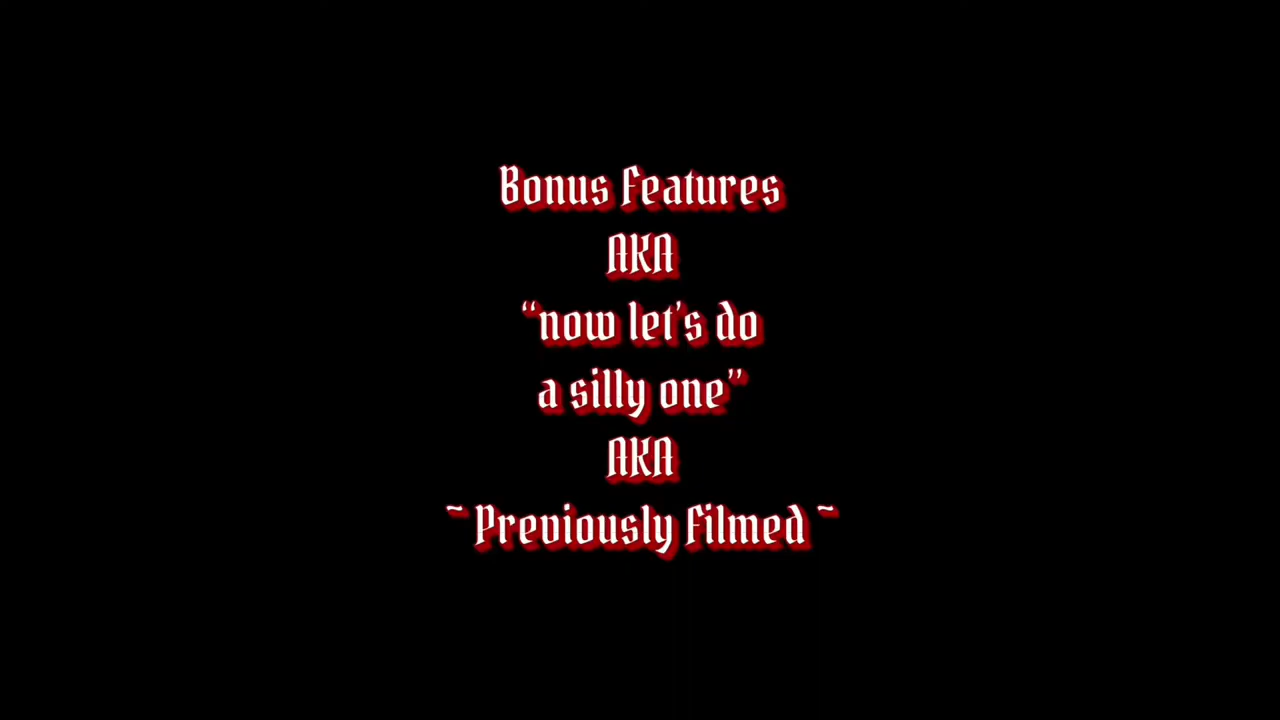 Bonus Features
AKA
“now let’s do
a silly one”
AKA
~ Previously Filmed ~